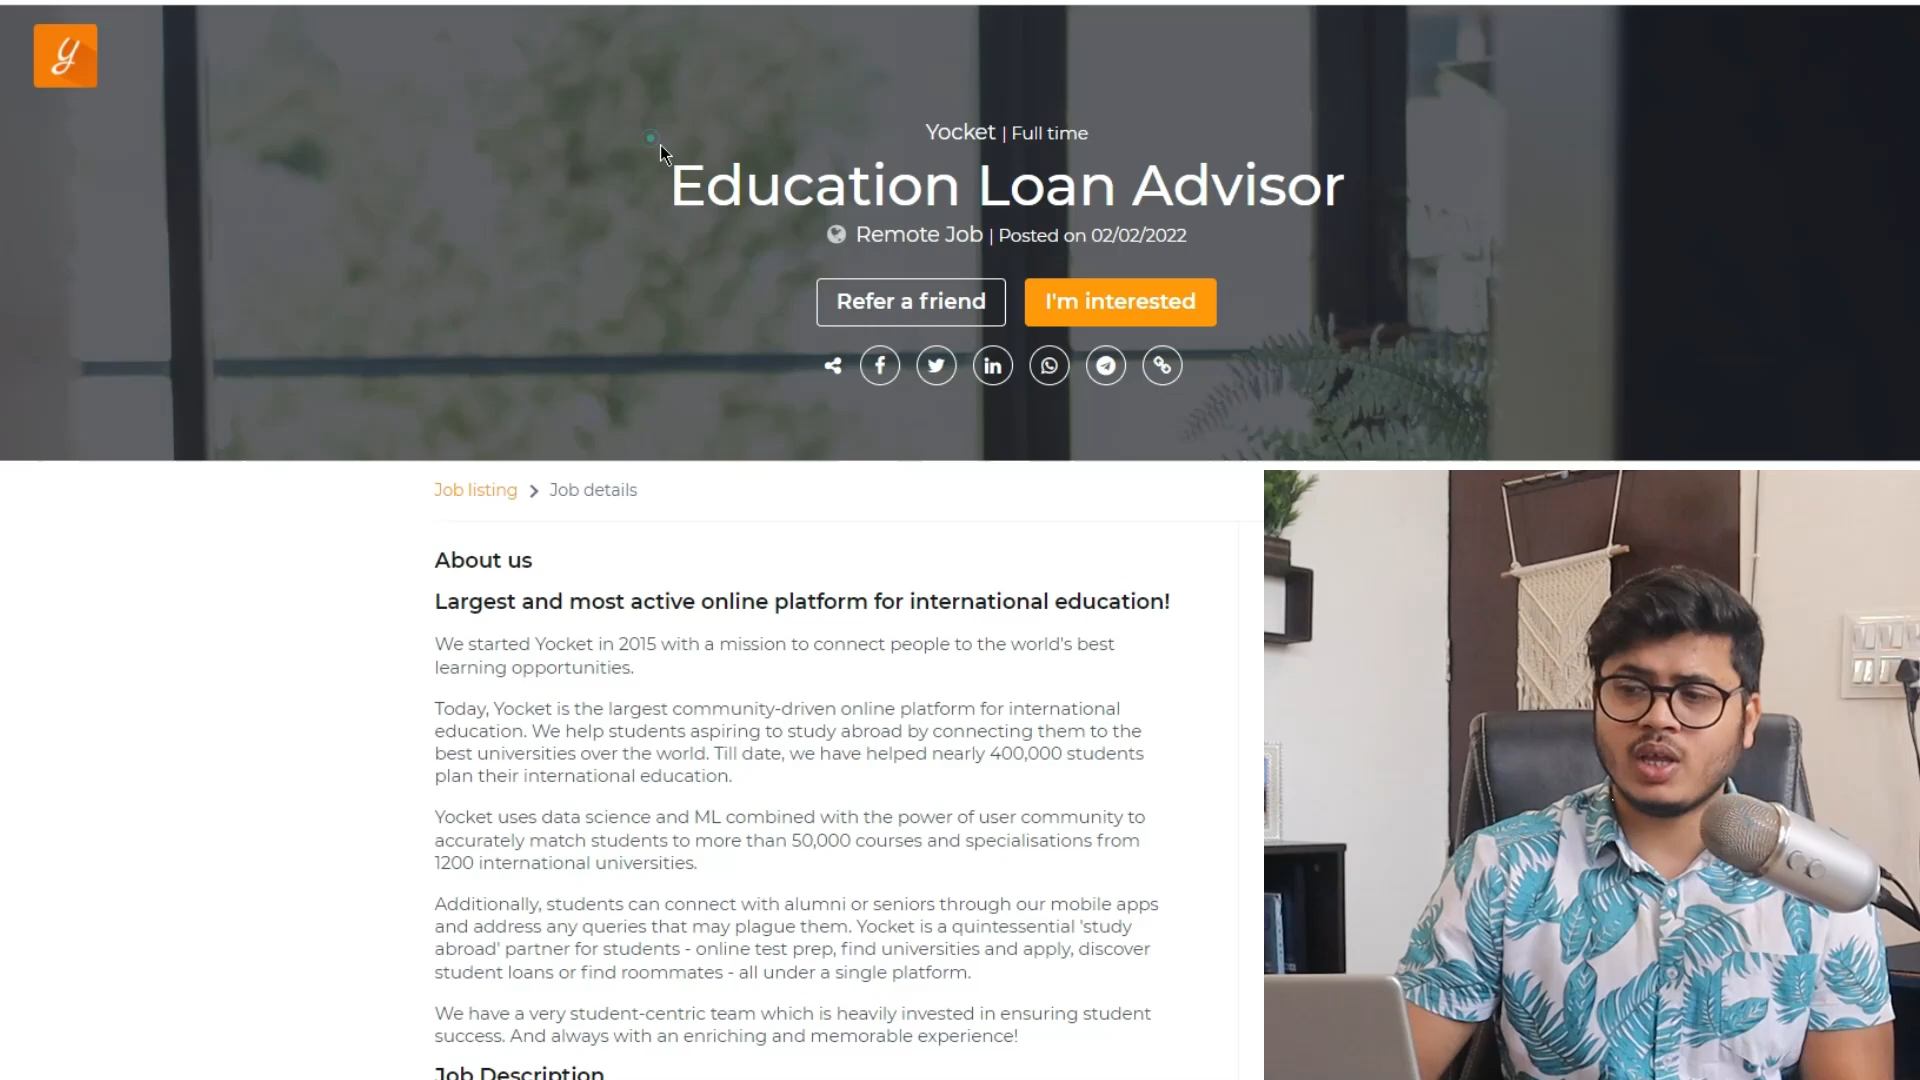 y
Yocket | Full time
Education Loan Advisor
Remote Job | Posted on 02/02/2022
Refer a friend
I'm interested
Job listing > Job details
About us
Largest and most active online platform for international education!
We started Yocket in 2015 with a mission to connect people to the world's best
learning opportunities.
Today, Yocket is the largest community-driven online platform for international
education. We help students aspiring to study abroad by connecting them to the
best universities over the world. Till date, we have helped nearly 400,000 students
plan their international education.
Yocket uses data science and ML combined with the power of user community to
accurately match students to more than 50,000 courses and specialisations from
1200 international universities.
Additionally, students can connect with alumni or seniors through our mobile apps
and address any queries that may plague them. Yocket is a quintessential 'study
abroad' partner for students - online test prep, find universities and apply, discover
student loans or find roommates - all under a single platform.
We have a very student-centric team which is heavily invested in ensuring student
success. And always with an enriching and memorable experience!
Job Description